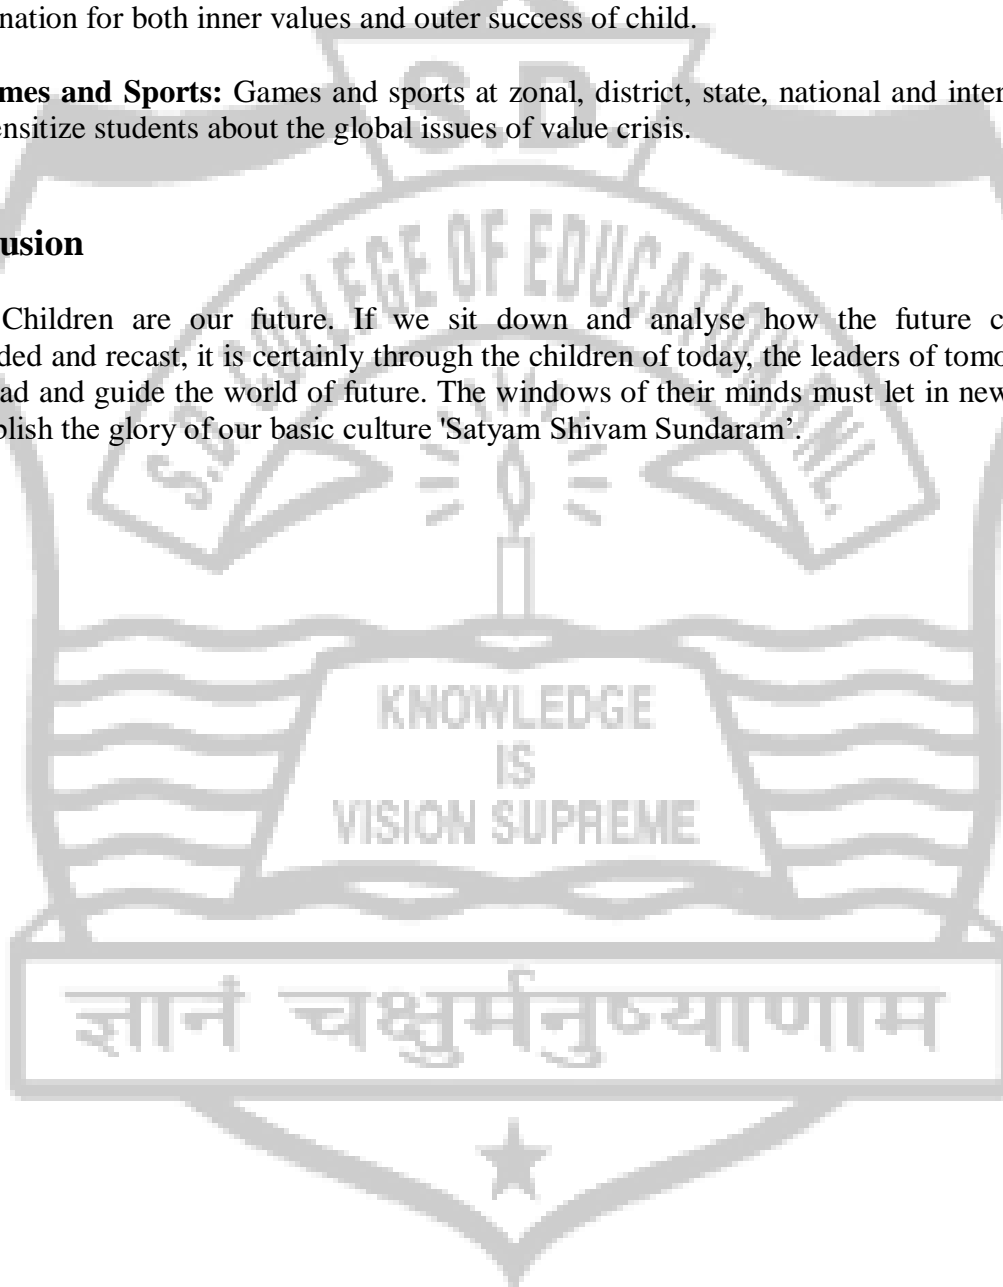 nation for both inner values and outer success of child.
mes and Sports: Games and sports at zonal, district, state, national and inter
ensitize students about the global issues of value crisis.
usion
Children are our future. If we sit down and analyse how the future c
ded and recast, it is certainly through the children of today, the leaders of tomo
ad and guide the world of future. The windows of their minds must let in new
blish the glory of our basic culture 'Satyam Shivam Sundaram’.
S.D.
S.D COLLEGE OF EDUCATION BNL.
KNOWLEDGE
IS
VISION SUPREME
ज्ञानं चक्षुर्मनुष्याणाम